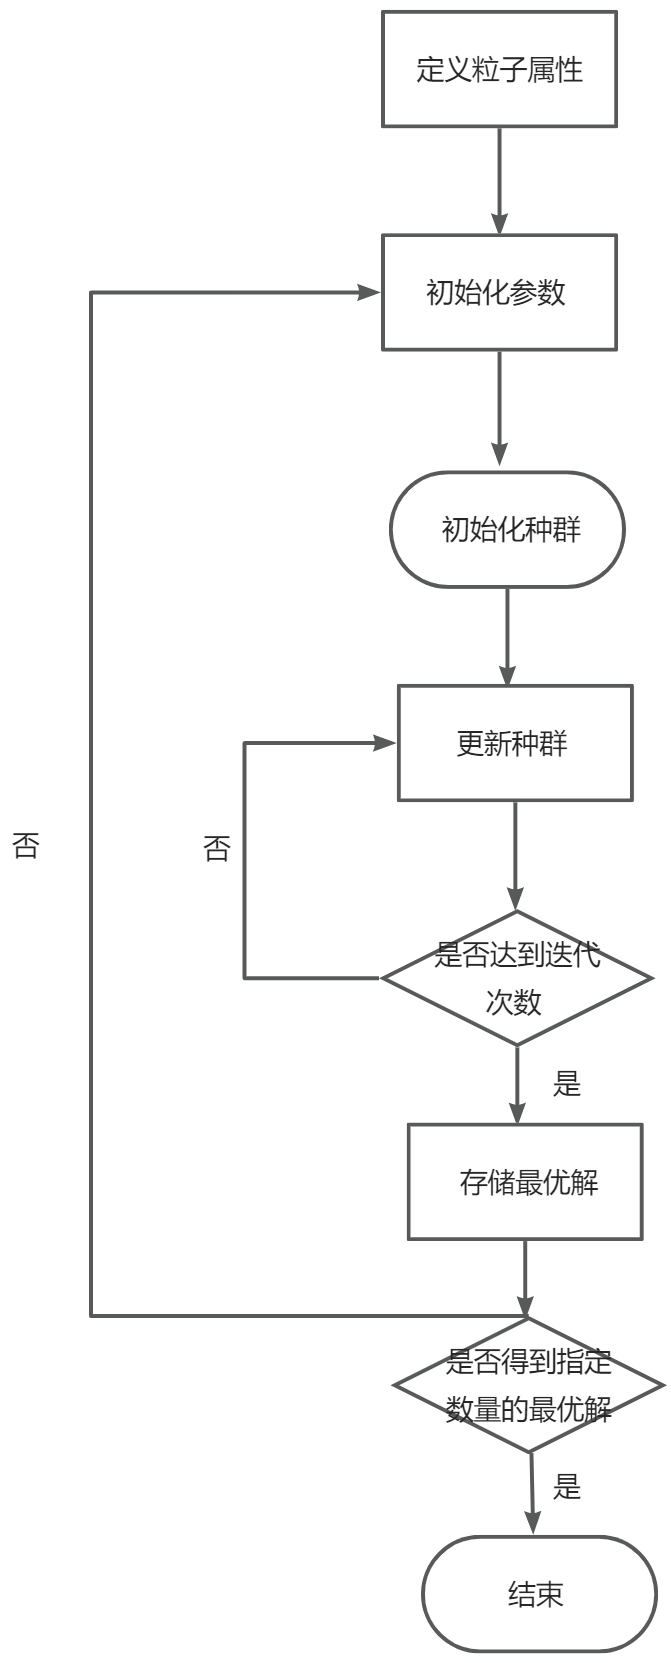 定义粒子属性
初始化参数
初始化种群
更新种群
否
否
是否达到迭代
次数
是
存储最优解
是否得到指定
数量的最优解
是
结束